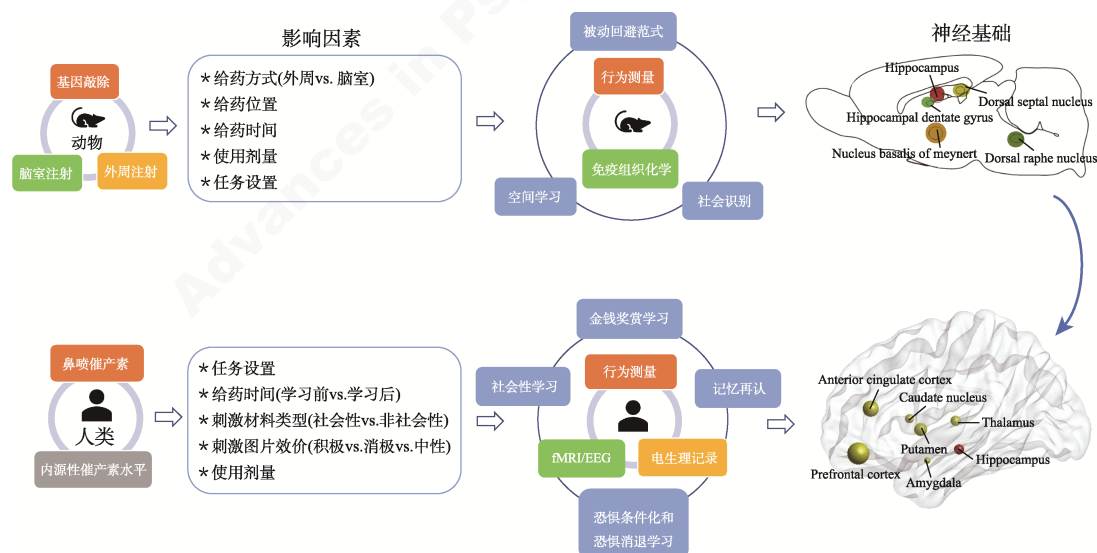 Advances in Ps
影响因素
神经基础
基因敲除
动物
脑室注射
外周注射
*给药方式(外周vs. 脑室)
*给药位置
*给药时间
*使用剂量
*任务设置
被动回避范式
行为测量
免疫组织化学
空间学习
社会识别
Hippocampus
Dorsal septal nucleus
Hippocampal dentate gyrus
Nucleus basalis of meynert
Dorsal raphe nucleus
鼻喷催产素
人类
内源性催产素水平
*任务设置
*给药时间(学习前vs.学习后)
*刺激材料类型(社会性vs.非社会性)
*刺激图片效价(积极vs.消极vs.中性)
*使用剂量
金钱奖赏学习
社会性学习
行为测量
记忆再认
fMRI/EEG
电生理记录
恐惧条件化和
恐惧消退学习
Anterior cingulate cortex
Caudate nucleus
Thalamus
Putamen
Hippocampus
Prefrontal cortex
Amygdala